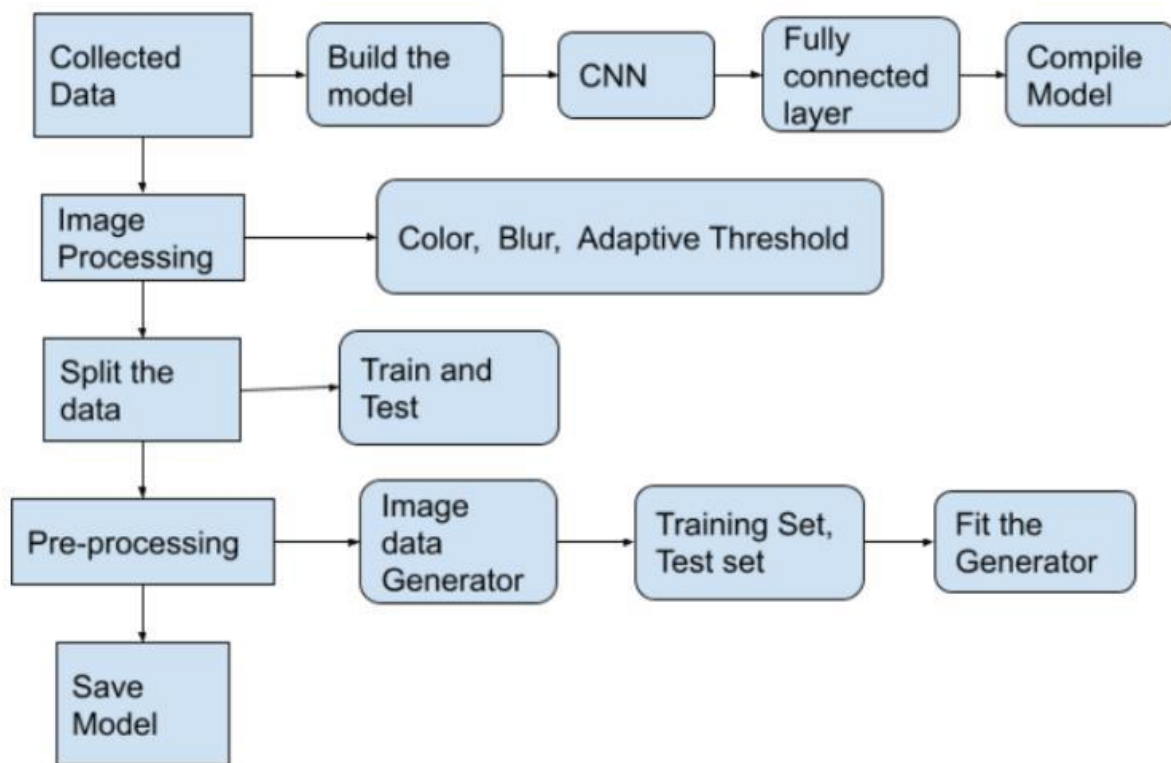 Collected
Data
Build the
model
CNN
Fully
connected
layer
Compile
Model
Image
Processing
Color,  Blur,  Adaptive Threshold
Split the
data
Train and
Test
Pre-processing
Image
data
Generator
Training Set,
Test set
Fit the
Generator
Save
Model